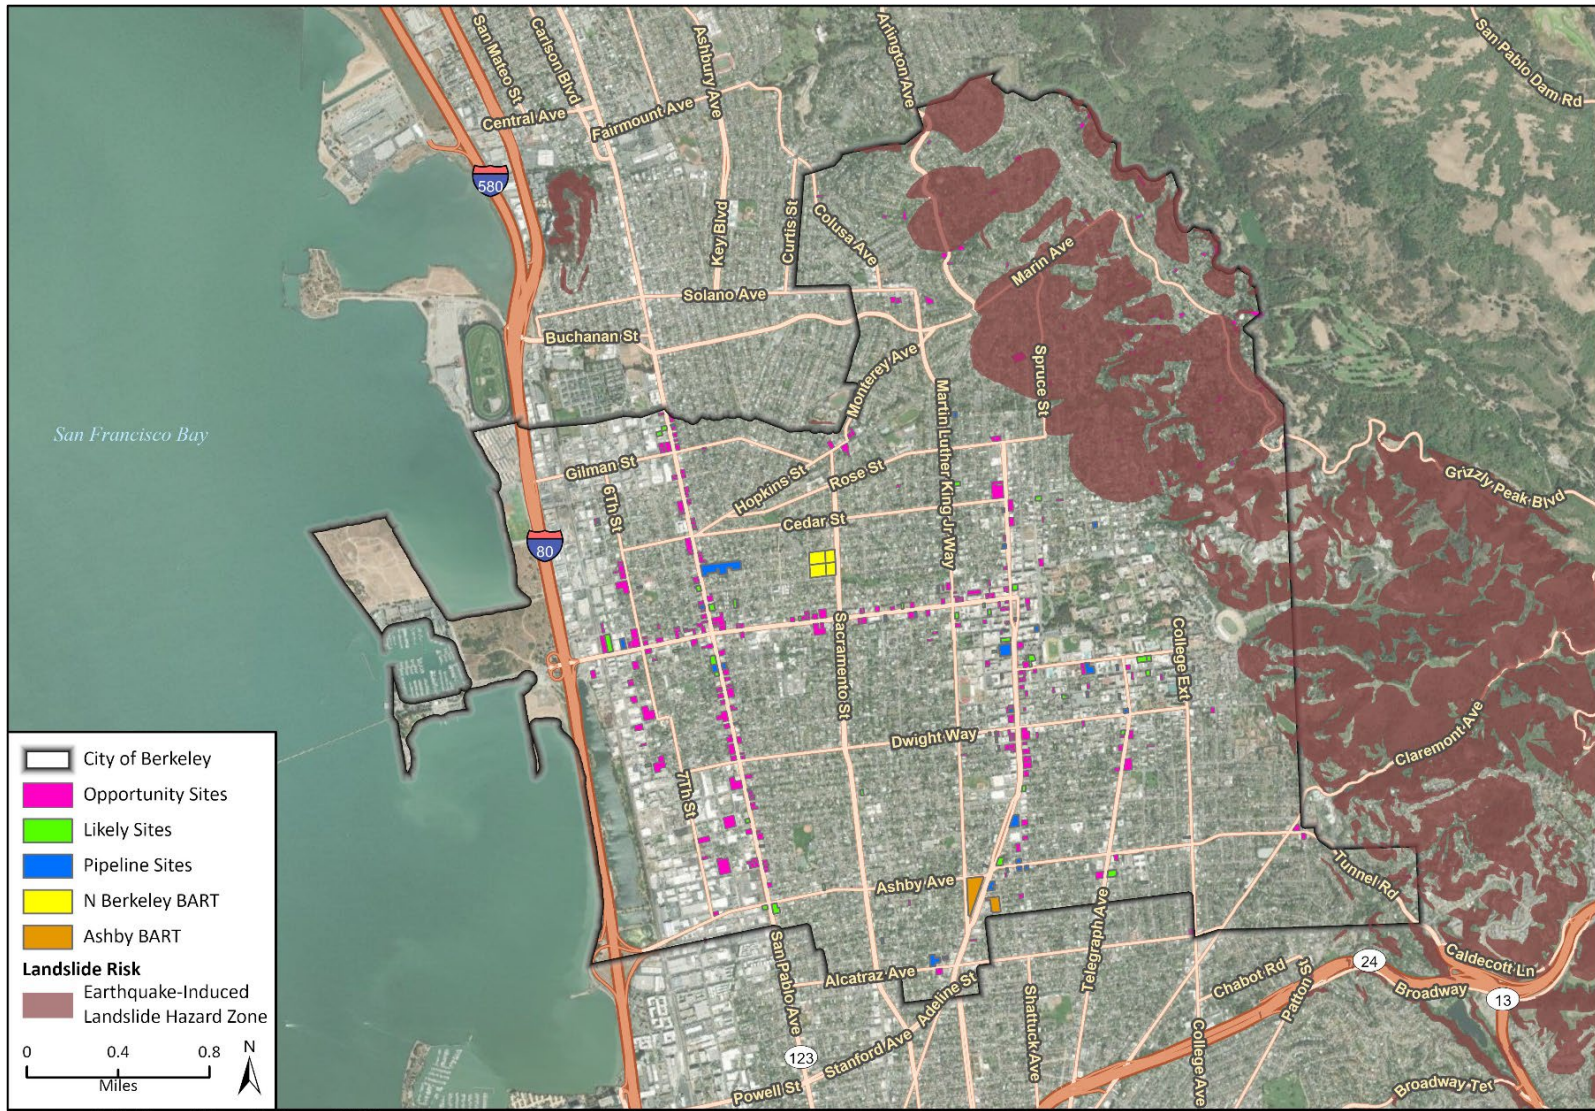 San Mateo St
Carlson Blvd
Ashbury Ave
Arlington Ave
San Pablo Dam Rd
Central Ave
Fairmount Ave
580
Key Blvd
Curtis St
Colusa Ave
Marin Ave
Solano Ave
Buchanan St
Monterey Ave
Spruce St
Martin Luther King Jr Way
San Francisco Bay
Gilman St
6Th St
Hopkins St
Rose St
Grizzly Peak Blvd
Cedar St
80
Sacramento St
College Ext
Claremont Ave
Dwight Way
7Th St
Ashby Ave
Tunnel Rd
Telegraph Ave
San Pablo Ave
Alcatraz Ave
Adeline St
Shattuck Ave
Chabot Rd
Patton St
24
Caldecott Ln
Broadway
13
Stanford Ave
123
College Ave
Powell St
Broadway Ter
City of Berkeley
Opportunity Sites
Likely Sites
Pipeline Sites
N Berkeley BART
Ashby BART
Landslide Risk
Earthquake-Induced
Landslide Hazard Zone
0 0.4 0.8
Miles
N